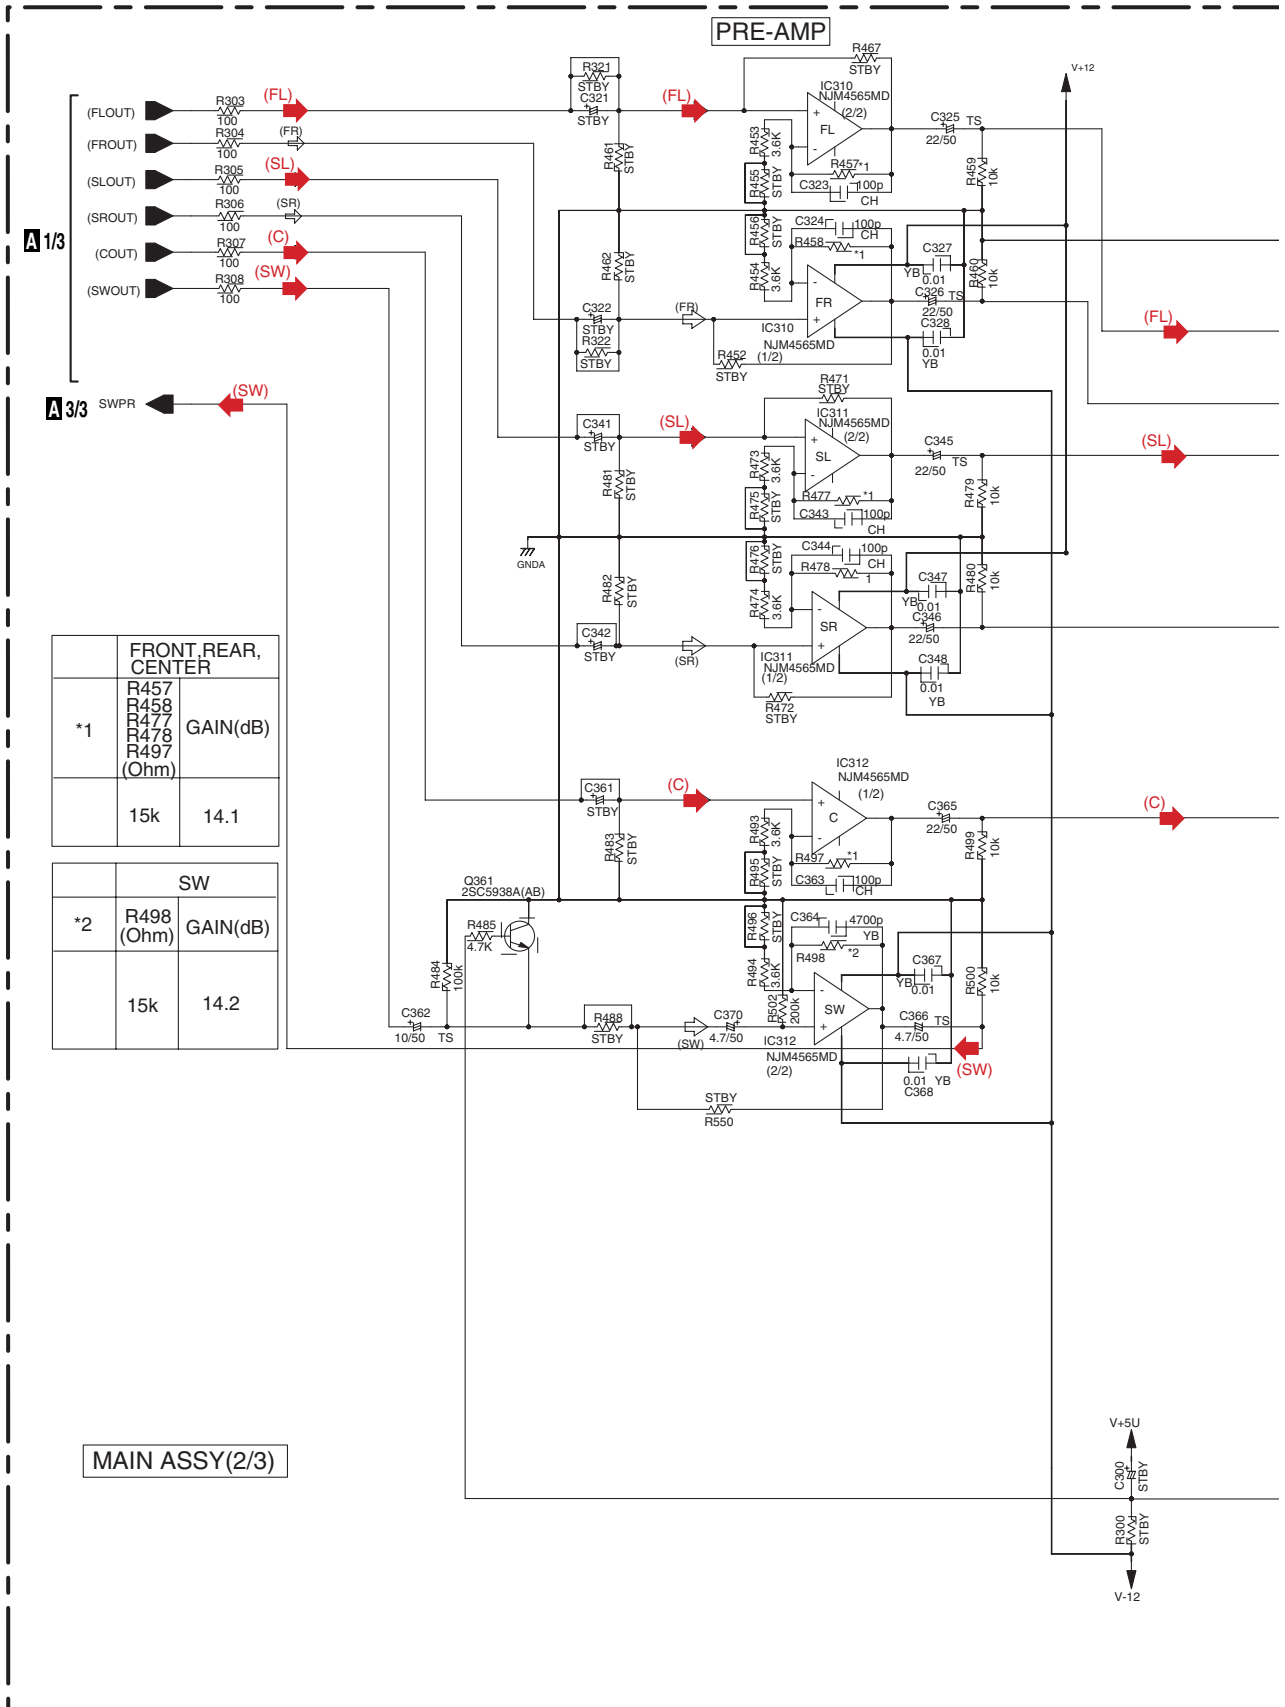 PRE-AMP
R467
STBY
V+12
R321
STBY
C321
STBY
IC310
NJM4565MD
(2/2)
(FLOUT)
R303
100
(FL)
(FL)
FL
C325
TS
22/50
(FROUT)
R304
100
(FR)
R461
STBY
R453
3.6K
R457
*1
R455
STBY
C323
100p
CH
R459
10k
(SLOUT)
R305
100
(SL)
(SROUT)
R306
100
(SR)
A 1/3
(COUT)
R307
100
(C)
(SWOUT)
R308
100
(SW)
R456
STBY
C324
100p
CH
R458
*1
R462
STBY
R454
3.6K
C327
YB
0.01
R460
10k
C326
TS
22/50
C328
0.01
YB
C322
STBY
R322
STBY
(FR)
FR
IC310
NJM4565MD
(1/2)
R452
STBY
(FL)
A 3/3
SWPR
(SW)
R471
STBY
IC311
NJM4565MD
(2/2)
C341
STBY
(SL)
SL
C345
TS
22/50
(SL)
R481
STBY
R473
3.6K
R475
STBY
R477
*1
C343
100p
CH
R479
10k
GNDA
R476
STBY
C344
100p
CH
R478
1
R482
STBY
R474
3.6K
C347
YB
0.01
R480
10k
C346
22/50
C342
STBY
(SR)
SR
IC311
NJM4565MD
(1/2)
C348
0.01
YB
R472
STBY
FRONT,REAR,
CENTER
*1
R457
R458
R477
R478
R497
(Ohm)
GAIN(dB)
15k
14.1
IC312
NJM4565MD
(1/2)
C361
STBY
(C)
C
C365
22/50
(C)
R483
STBY
R493
3.6K
R495
STBY
R497
*1
C363
100p
CH
R499
10k
SW
*2
R498
(Ohm)
GAIN(dB)
15k
14.2
Q361
2SC5938A(AB)
R485
4.7K
R484
100k
R496
STBY
C364
4700p
YB
R498
*2
R494
3.6K
R502
200k
C367
YB
0.01
R500
10k
C362
10/50
TS
R488
STBY
(SW)
C370
4.7/50
SW
C366
TS
4.7/50
IC312
NJM4565MD
(2/2)
(SW)
0.01
YB
C368
STBY
R550
MAIN ASSY(2/3)
V+5U
C300
STBY
R300
STBY
V-12